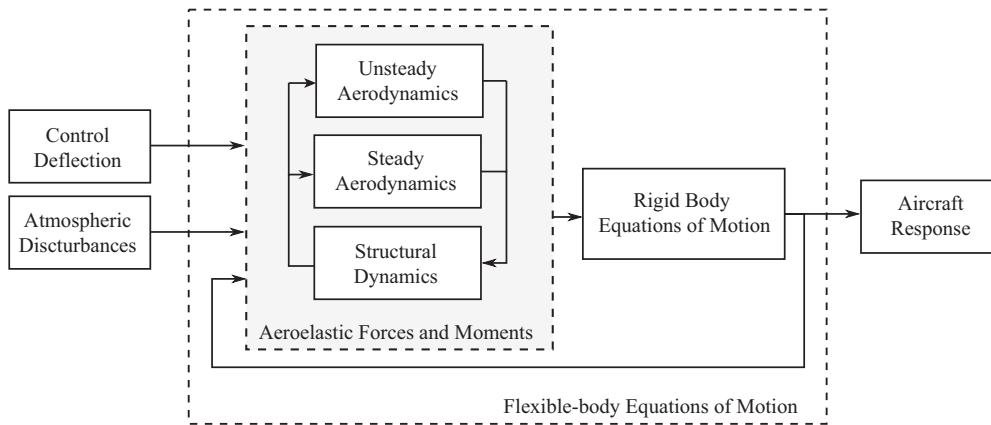 Unsteady
Aerodynamics
Control
Deflection
Steady
Aerodynamics
Atmospheric
Discturbances
Rigid Body
Equations of Motion
Aircraft
Response
Structural
Dynamics
Aeroelastic Forces and Moments
Flexible-body Equations of Motion